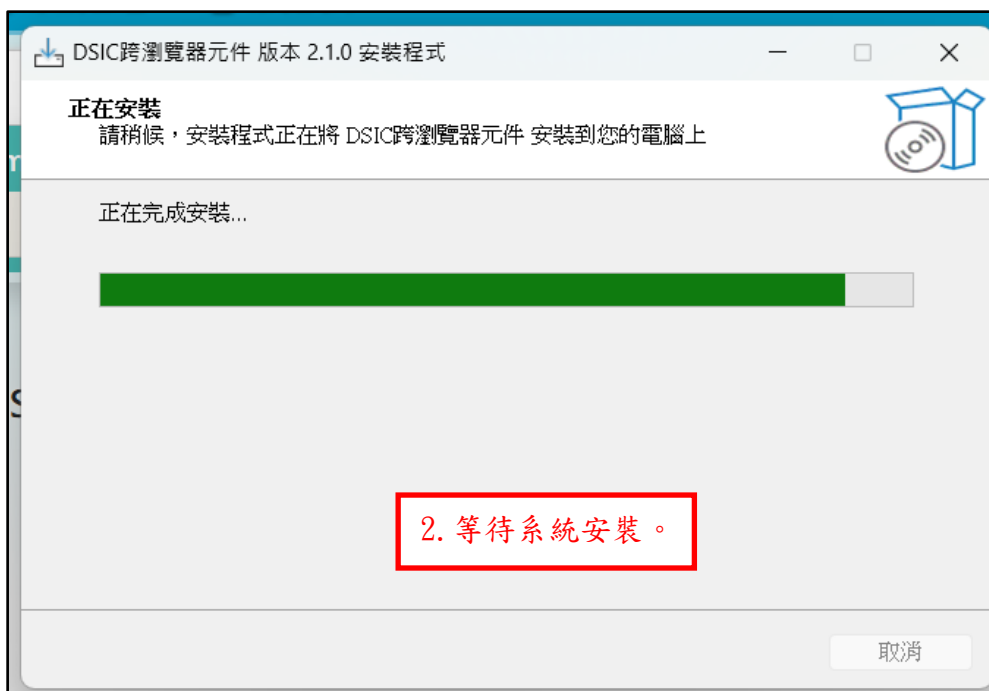 DSIC跨瀏覽器元件 版本 2.1.0 安裝程式
正在安裝
請稍候，安裝程式正在將 DSIC跨瀏覽器元件 安裝到您的電腦上
正在完成安裝...
2.等待系統安裝。
取消